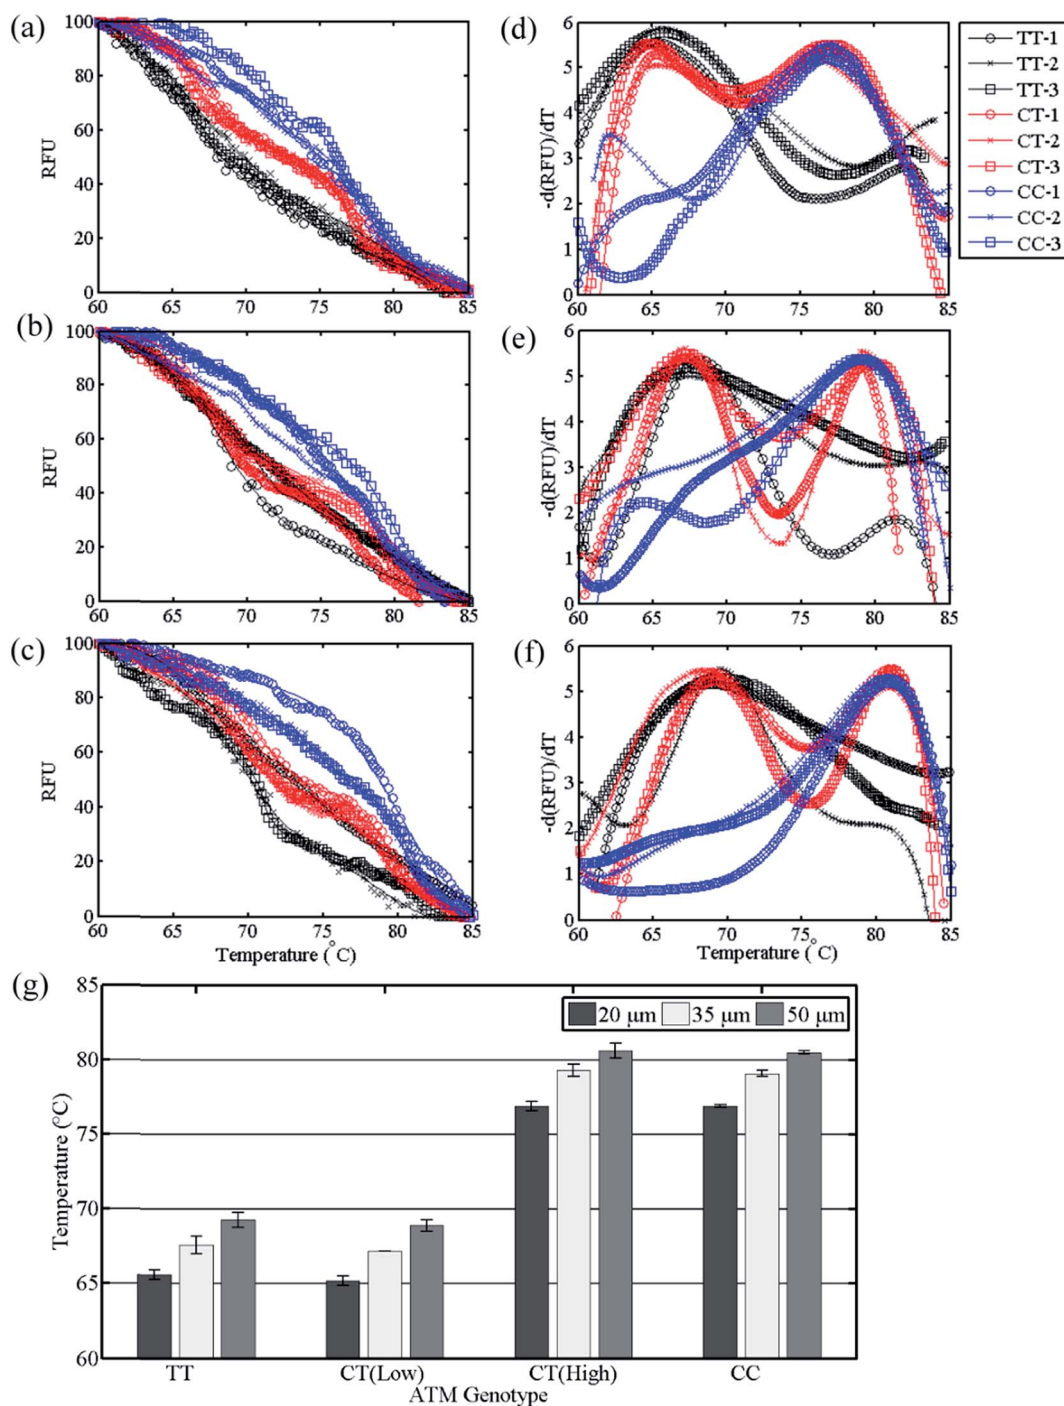 (a)
100
80
60
40
20
0
RFU
60 65 70 75 80 85
(d)
6
5
4
3
2
1
0
-d(RFU)/dT
60 65 70 75 80 85
TT-1
TT-2
TT-3
CT-1
CT-2
CT-3
CC-1
CC-2
CC-3
(b)
100
80
60
40
20
0
RFU
60 65 70 75 80 85
(e)
6
5
4
3
2
1
0
-d(RFU)/dT
60 65 70 75 80 85
(c)
100
80
60
40
20
0
RFU
60 65 70 75 80 85
Temperature (°C)
(f)
6
5
4
3
2
1
0
-d(RFU)/dT
60 65 70 75 80 85
Temperature (°C)
(g)
85
80
75
70
65
60
Temperature (°C)
20 μm 35 μm 50 μm
TT CT(Low) CT(High) CC
ATM Genotype